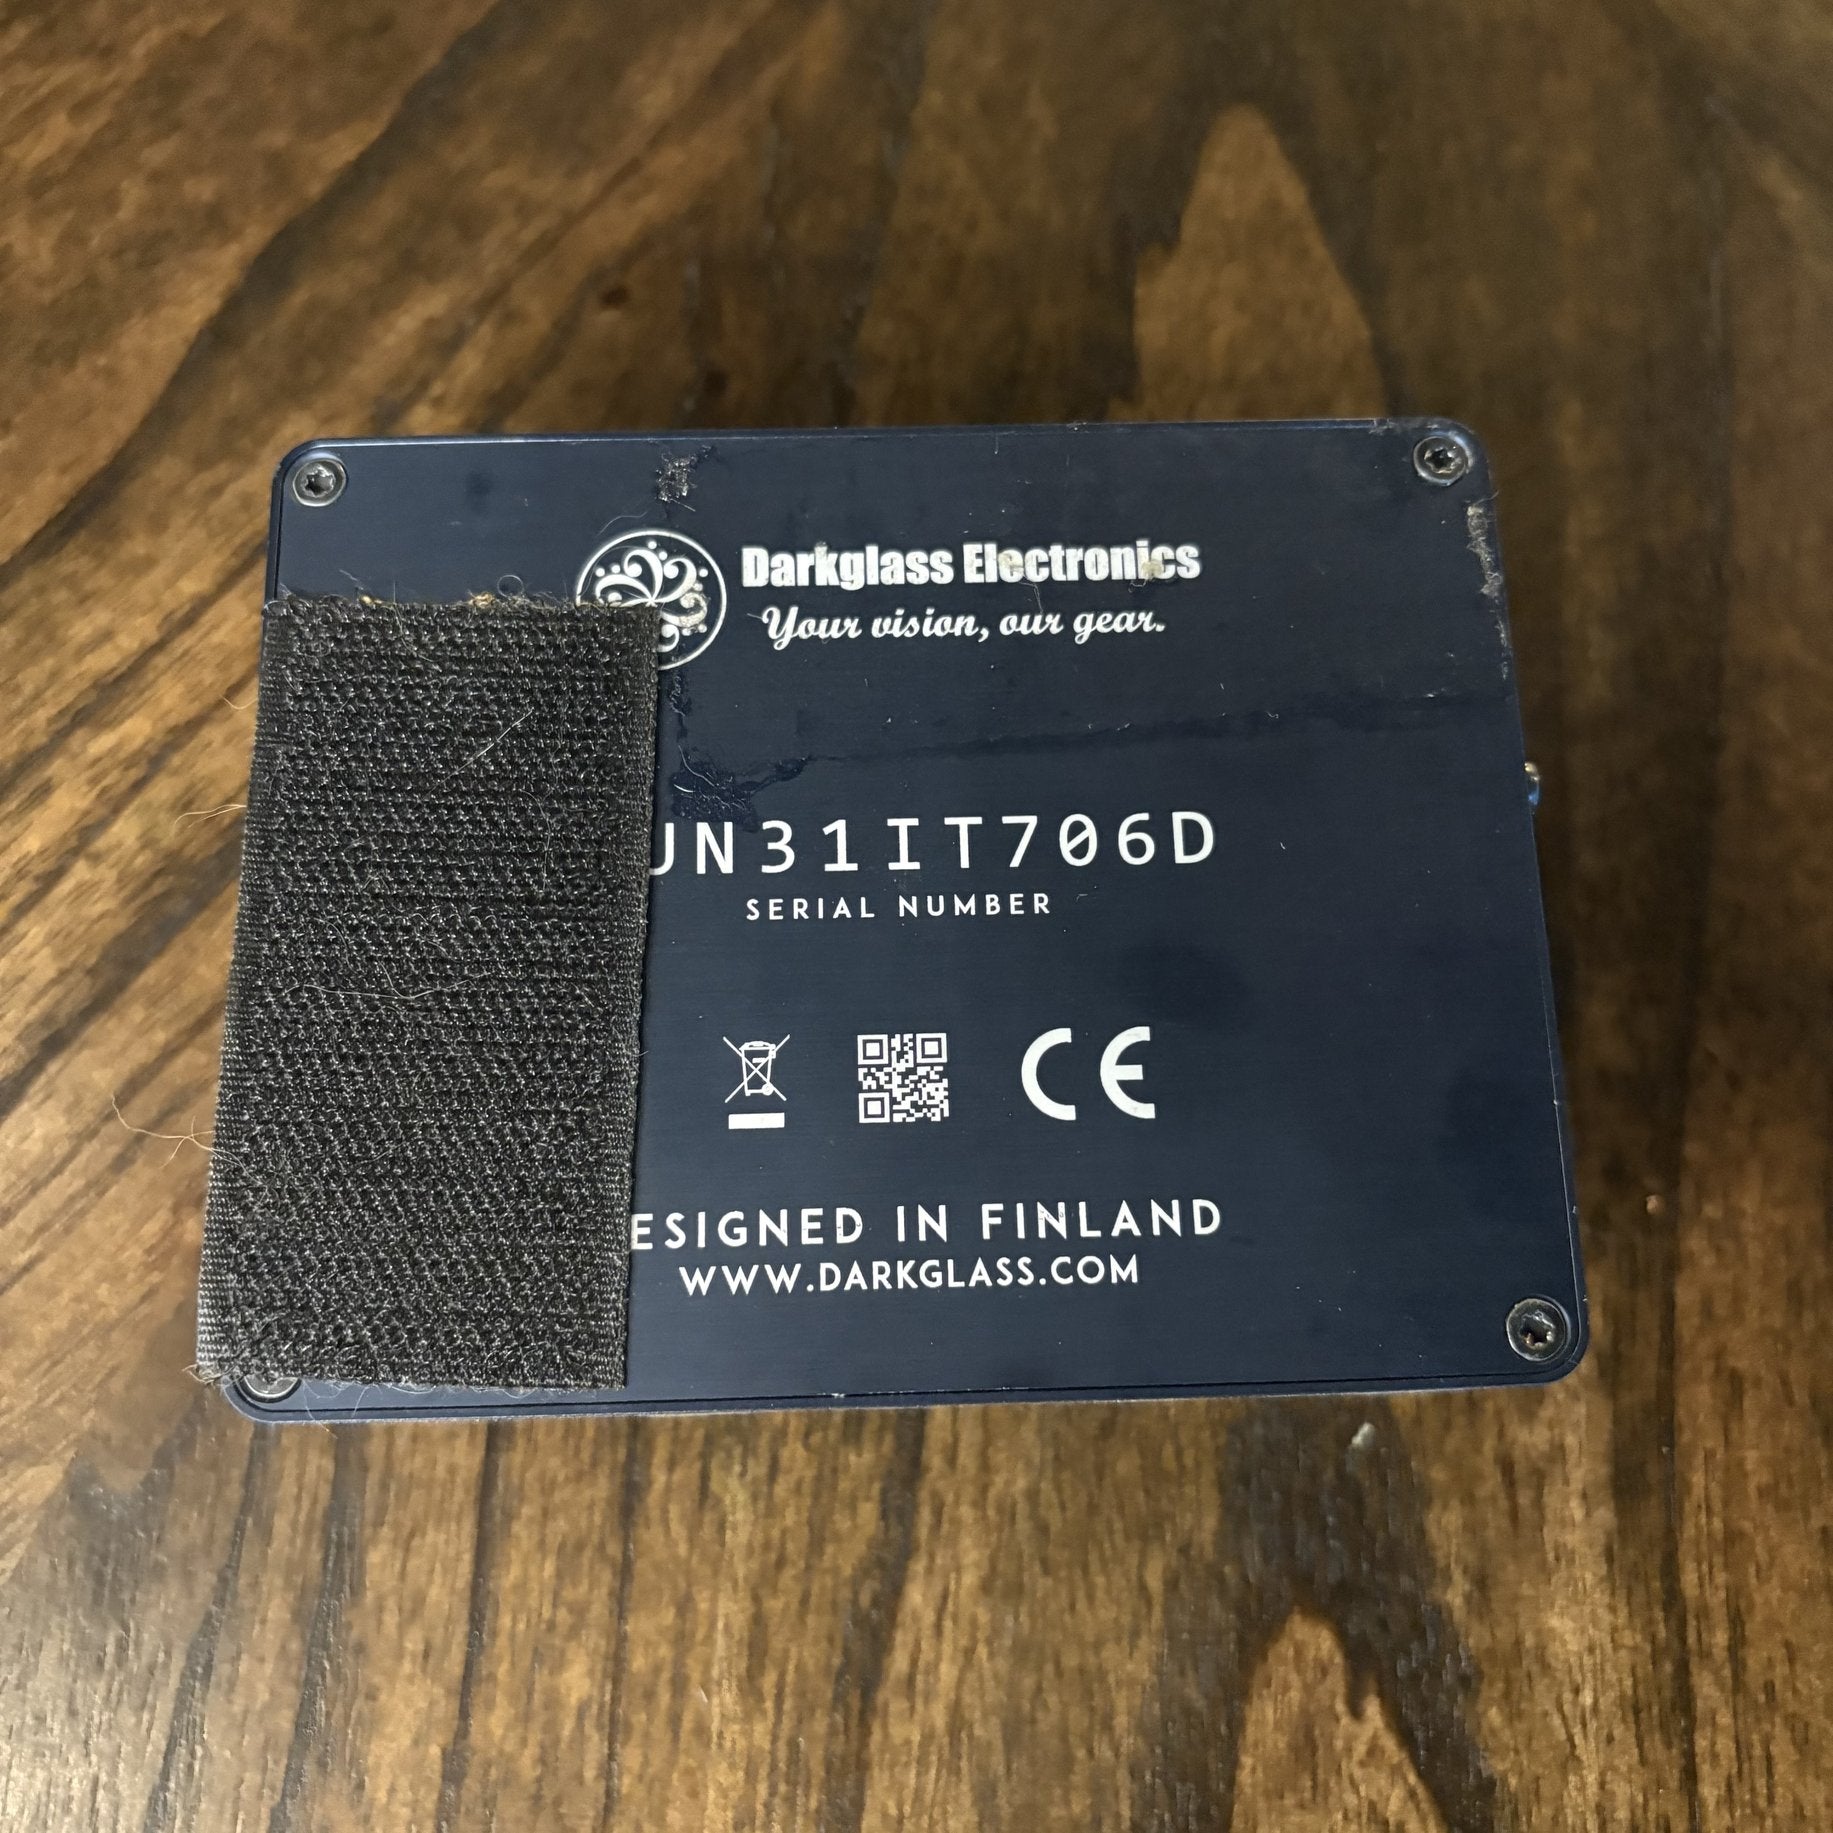 Darkglass Electronics
Your vision, our gear.
UN31IT706D
SERIAL NUMBER
CE
ESIGNED IN FINLAND
WWW.DARKGLASS.COM